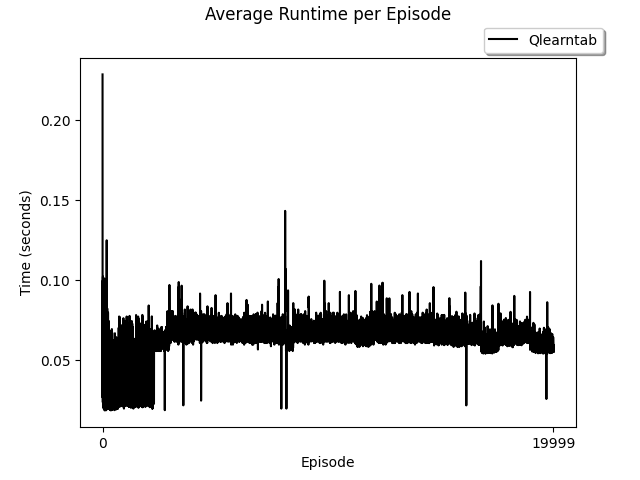 Average Runtime per Episode
Qlearntab
0.20
0.15
0.10
0.05
Time (seconds)
0 19999
Episode